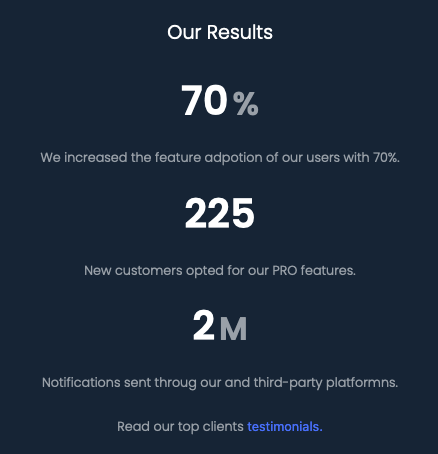 Our Results
70 %
We increased the feature adpotion of our users with 70%.
225
New customers opted for our PRO features.
2 M
Notifications sent throug our and third-party platformns.
Read our top clients testimonials.